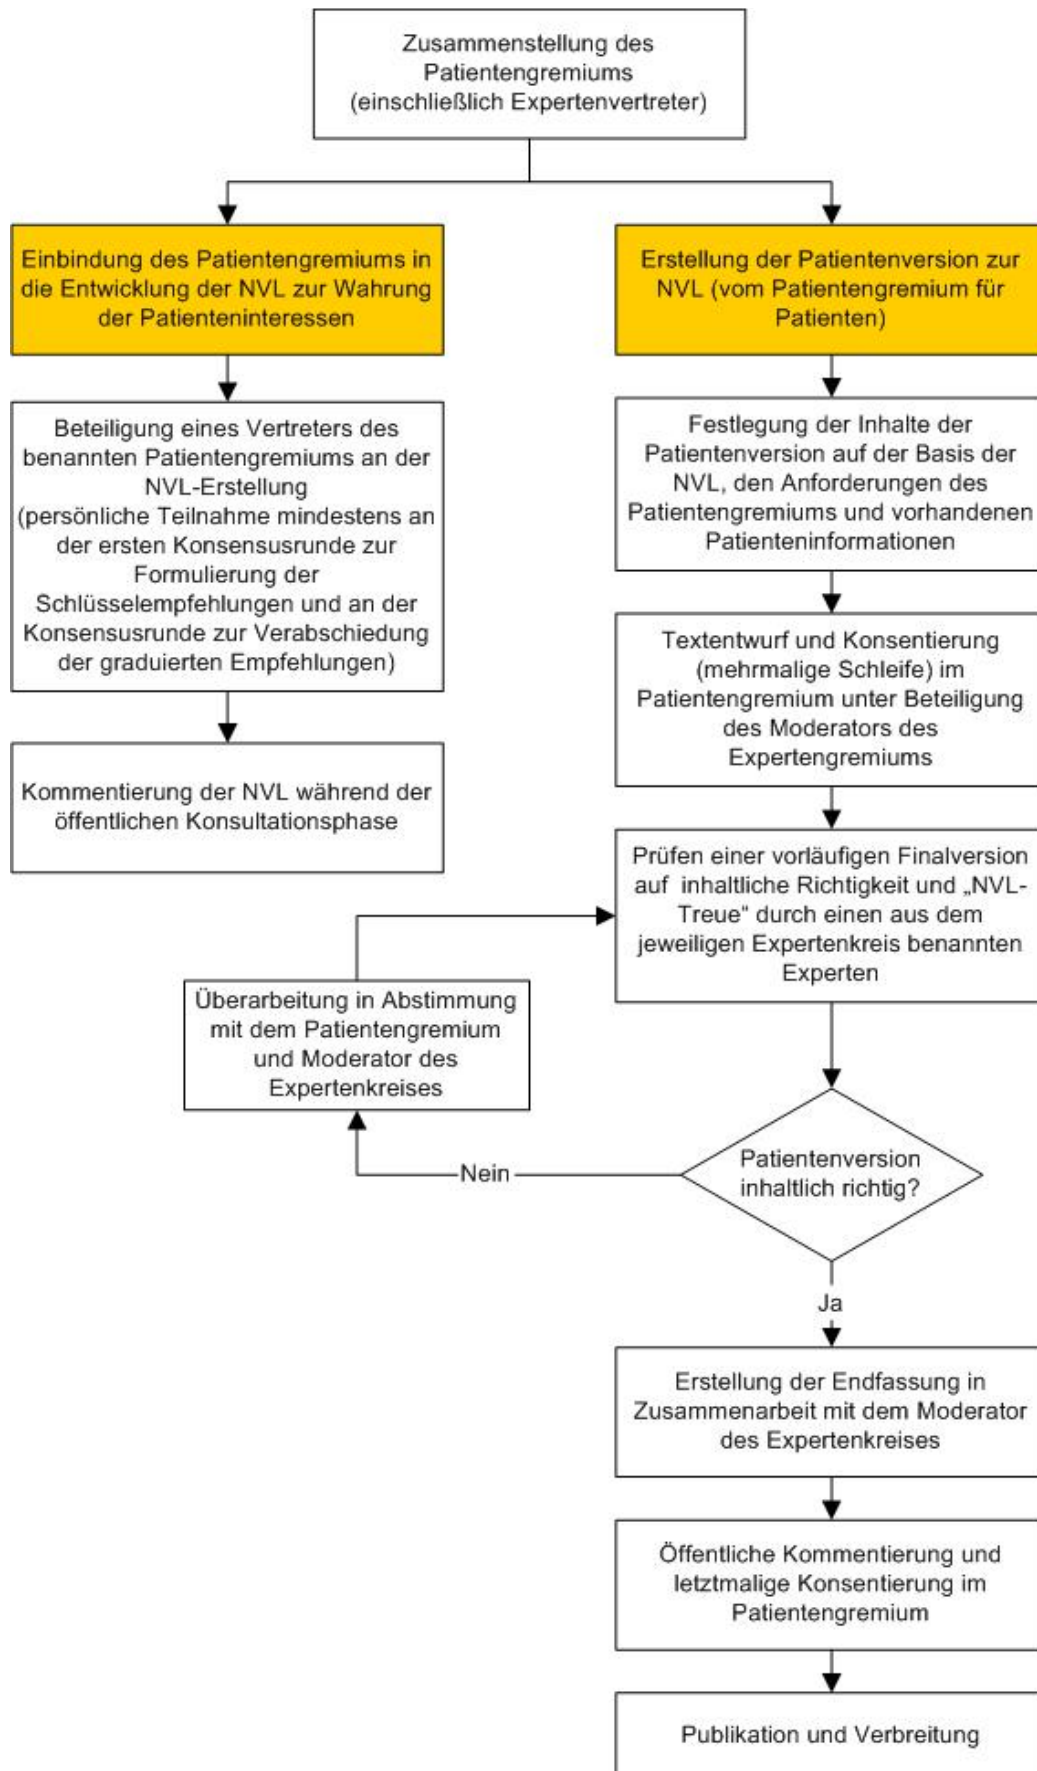 Zusammenstellung des
Patientengremiums
(einschließlich Expertenvertreter)
Einbindung des Patientengremiums in
die Entwicklung der NVL zur Wahrung
der Patienteninteressen
Beteiligung eines Vertreters des
benannten Patientengremiums an der
NVL-Erstellung
(persönliche Teilnahme mindestens an
der ersten Konsensusrunde zur
Formulierung der
Schlüsselempfehlungen und an der
Konsensusrunde zur Verabschiedung
der graduierten Empfehlungen)
Kommentierung der NVL während der
öffentlichen Konsultationsphase
Erstellung der Patientenversion zur
NVL (vom Patientengremium für
Patienten)
Festlegung der Inhalte der
Patientenversion auf der Basis der
NVL, den Anforderungen des
Patientengremiums und vorhandenen
Patienteninformationen
Textentwurf und Konsentierung
(mehrmalige Schleife) im
Patientengremium unter Beteiligung
des Moderators des
Expertengremiums
Prüfen einer vorläufigen Finalversion
auf inhaltliche Richtigkeit und „NVL-
Treue“ durch einen aus dem
jeweiligen Expertenkreis benannten
Experten
Überarbeitung in Abstimmung
mit dem Patientengremium
und Moderator des
Expertenkreises
Patientenversion
inhaltlich richtig?
Nein
Ja
Erstellung der Endfassung in
Zusammenarbeit mit dem Moderator
des Expertenkreises
Öffentliche Kommentierung und
letztmalige Konsentierung im
Patientengremium
Publikation und Verbreitung